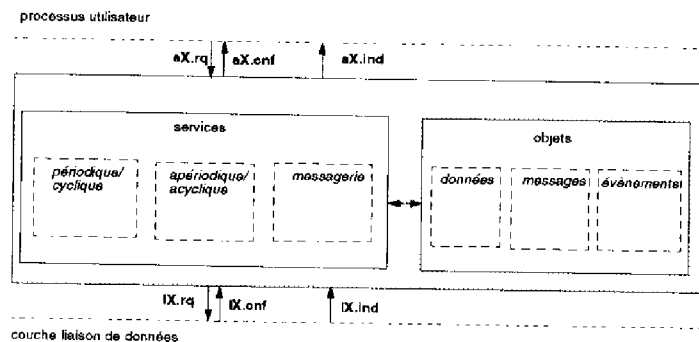 processus utilisateur
aX.rq
aX.cnf
aX.ind
services
objets
périodique/
cyclique
apériodique/
acyclique
messagerie
données
messages
évènements
lX.rq
lX.cnf
lX.ind
couche liaison de données